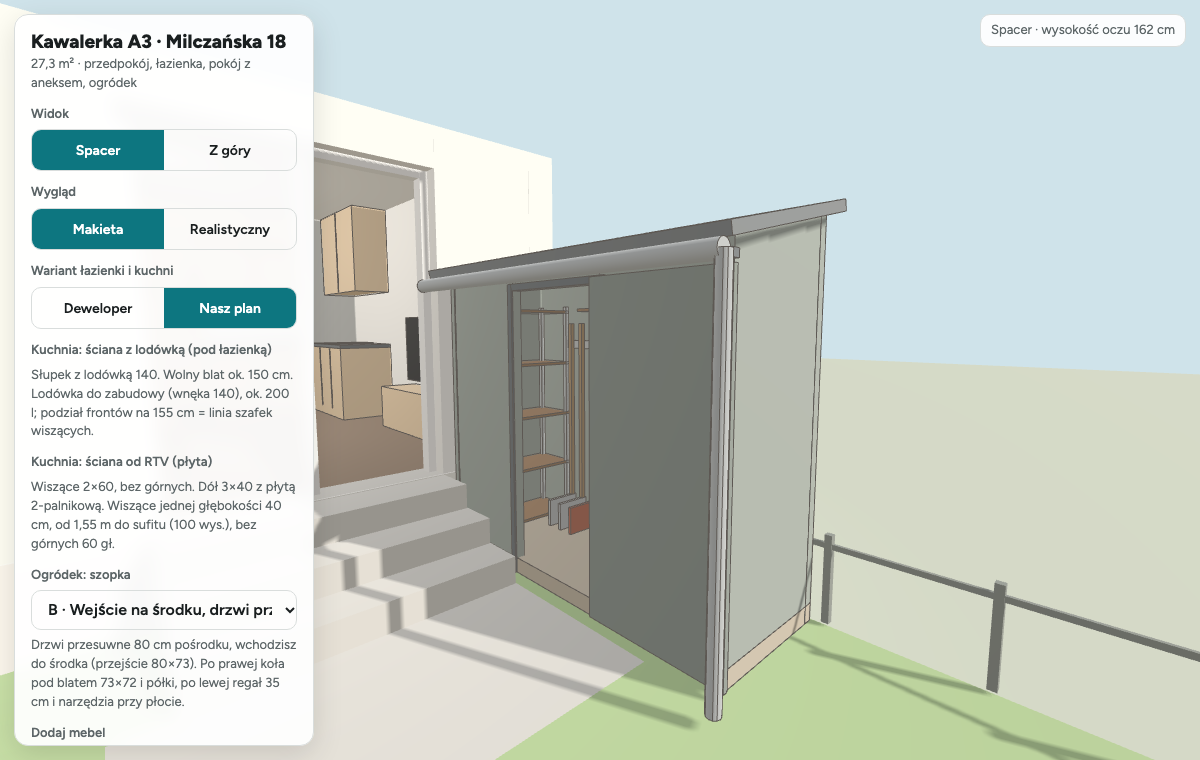 Kawalerka A3 · Milczańska 18
27,3 m² · przedpokój, łazienka, pokój z
aneksem, ogródek
Widok
Spacer
Z góry
Wygląd
Makieta
Realistyczny
Wariant łazienki i kuchni
Deweloper
Nasz plan
Kuchnia: ściana z lodówką (pod łazienką)
Słupek z lodówką 140. Wolny blat ok. 150 cm.
Lodówka do zabudowy (wnęka 140), ok. 200
l; podział frontów na 155 cm = linia szafek
wiszących.
Kuchnia: ściana od RTV (płyta)
Wiszące 2×60, bez górnych. Dół 3×40 z płytą
2-palnikową. Wiszące jednej głębokości 40
cm, od 1,55 m do sufitu (100 wys.), bez
górnych 60 gł.
Ogródek: szopka
B · Wejście na środku, drzwi prz
Drzwi przesuwne 80 cm pośrodku, wchodzisz
do środka (przejście 80×73). Po prawej koła
pod blatem 73×72 i półki, po lewej regał 35
cm i narzędzia przy płocie.
Dodaj mebel
Spacer · wysokość oczu 162 cm